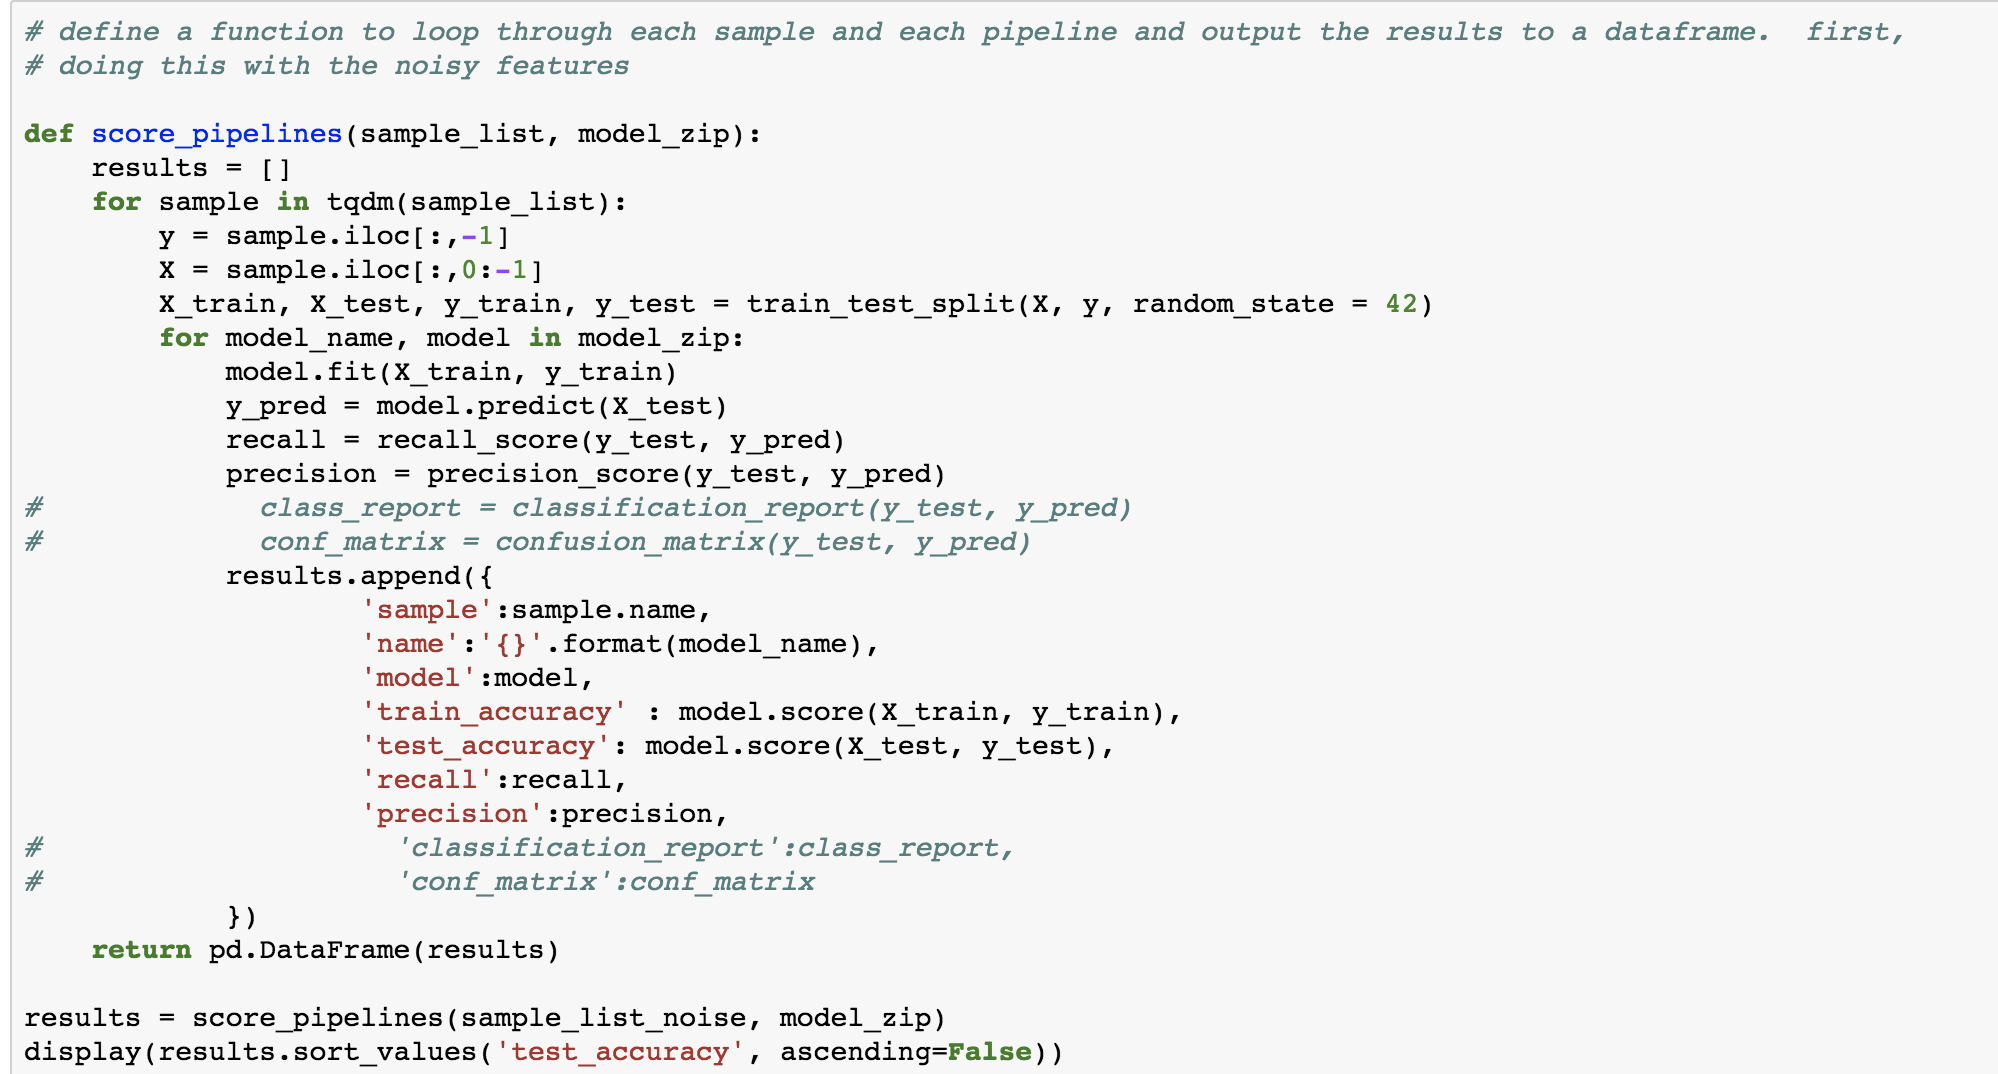 # define a function to loop through each sample and each pipeline and output the results to a dataframe.  first,
# doing this with the noisy features

def score_pipelines(sample_list, model_zip):
    results = []
    for sample in tqdm(sample_list):
        y = sample.iloc[:,-1]
        X = sample.iloc[:,0:-1]
        X_train, X_test, y_train, y_test = train_test_split(X, y, random_state = 42)
        for model_name, model in model_zip:
            model.fit(X_train, y_train)
            y_pred = model.predict(X_test)
            recall = recall_score(y_test, y_pred)
            precision = precision_score(y_test, y_pred)
#             class_report = classification_report(y_test, y_pred)
#             conf_matrix = confusion_matrix(y_test, y_pred)
            results.append({
                    'sample':sample.name,
                    'name':'{}'.format(model_name),
                    'model':model,
                    'train_accuracy' : model.score(X_train, y_train),
                    'test_accuracy': model.score(X_test, y_test),
                    'recall':recall,
                    'precision':precision,
#                     'classification_report':class_report,
#                     'conf_matrix':conf_matrix
            })
    return pd.DataFrame(results)

results = score_pipelines(sample_list_noise, model_zip)
display(results.sort_values('test_accuracy', ascending=False))